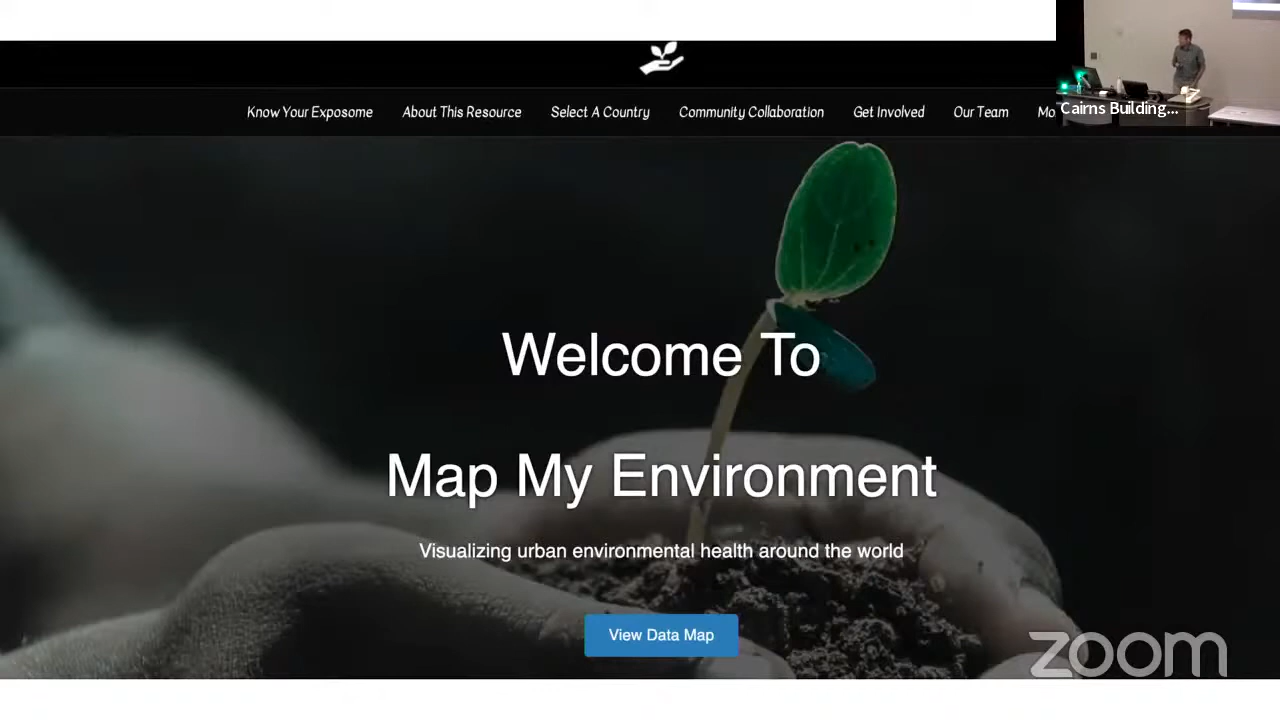 Know Your Exposome About This Resource Select A Country Community Collaboration Get Involved Our Team Mo
Cairns Building...
Welcome To
Map My Environment
Visualizing urban environmental health around the world
View Data Map
zoom